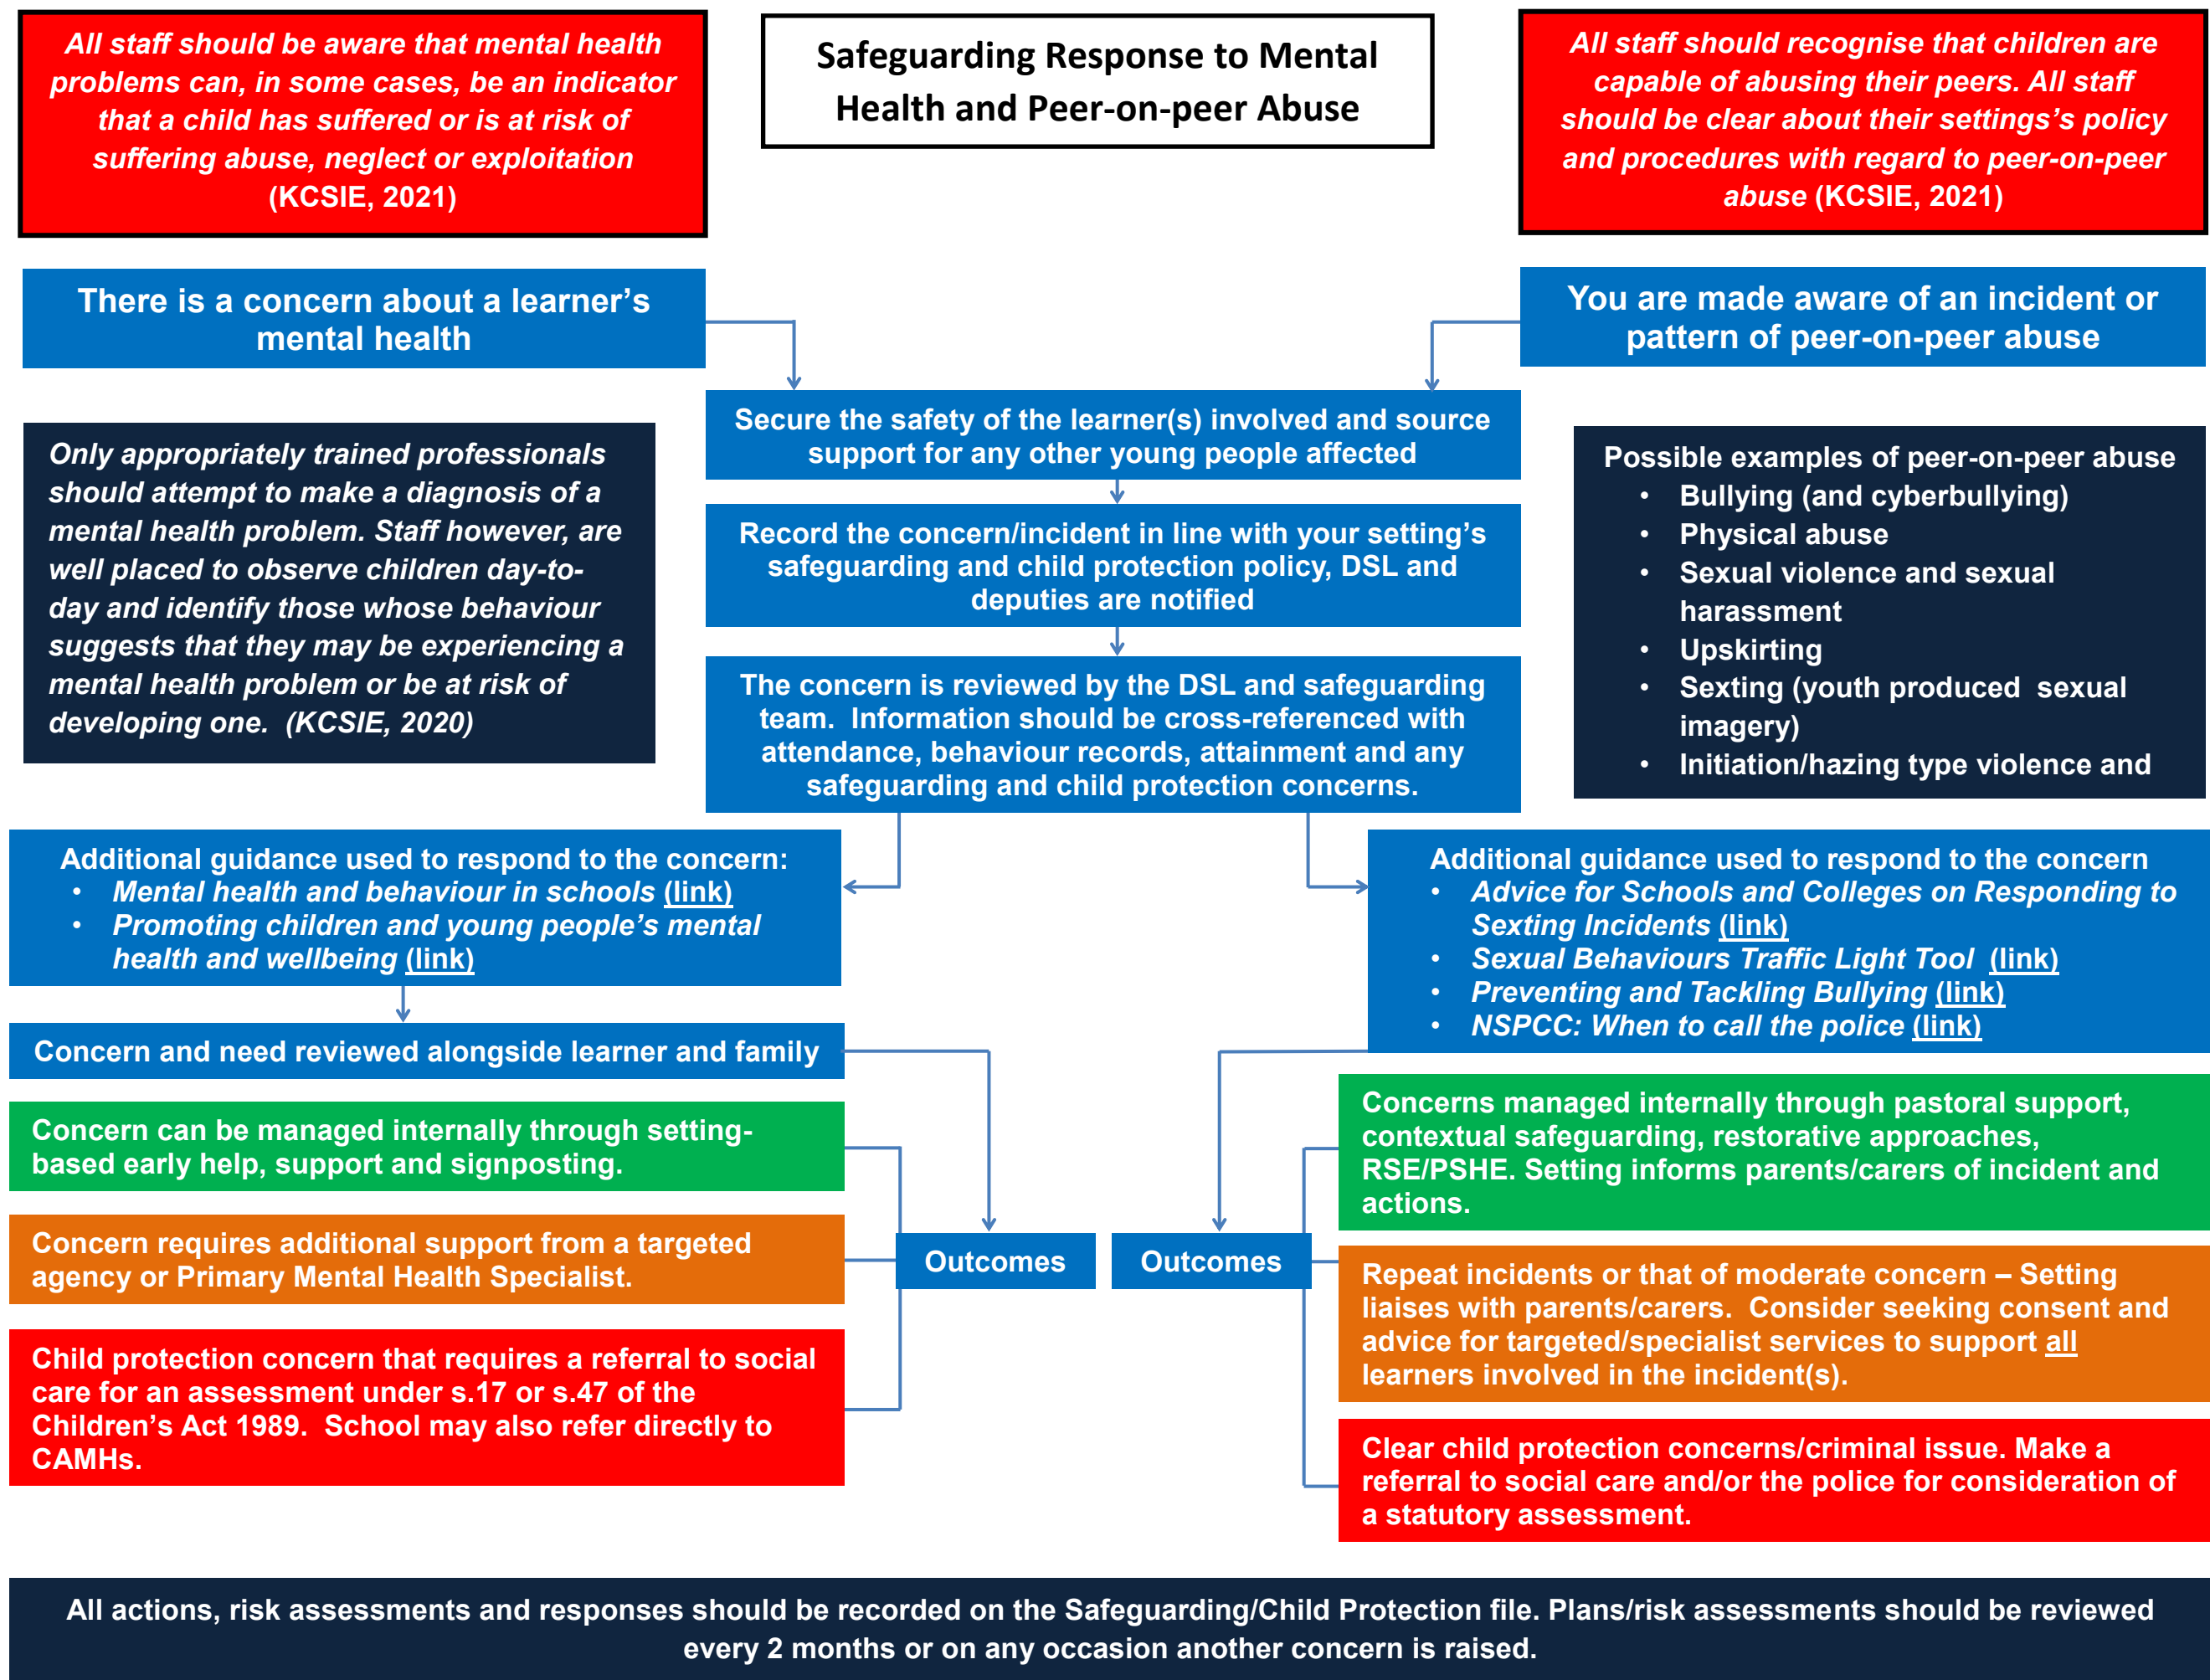 All staff should be aware that mental health
problems can, in some cases, be an indicator
that a child has suffered or is at risk of
suffering abuse, neglect or exploitation
(KCSIE, 2021)
Safeguarding Response to Mental
Health and Peer-on-peer Abuse
All staff should recognise that children are
capable of abusing their peers. All staff
should be clear about their settings's policy
and procedures with regard to peer-on-peer
abuse (KCSIE, 2021)
There is a concern about a learner's
mental health
You are made aware of an incident or
pattern of peer-on-peer abuse
Secure the safety of the learner(s) involved and source
support for any other young people affected
Only appropriately trained professionals
should attempt to make a diagnosis of a
mental health problem. Staff however, are
well placed to observe children day-to-
day and identify those whose behaviour
suggests that they may be experiencing a
mental health problem or be at risk of
developing one.  (KCSIE, 2020)
Record the concern/incident in line with your setting's
safeguarding and child protection policy, DSL and
deputies are notified
The concern is reviewed by the DSL and safeguarding
team.  Information should be cross-referenced with
attendance, behaviour records, attainment and any
safeguarding and child protection concerns.
Possible examples of peer-on-peer abuse
• Bullying (and cyberbullying)
• Physical abuse
• Sexual violence and sexual
harassment
• Upskirting
• Sexting (youth produced  sexual
imagery)
• Initiation/hazing type violence and
Additional guidance used to respond to the concern:
• Mental health and behaviour in schools (link)
• Promoting children and young people's mental
health and wellbeing (link)
Additional guidance used to respond to the concern
• Advice for Schools and Colleges on Responding to
Sexting Incidents (link)
• Sexual Behaviours Traffic Light Tool  (link)
• Preventing and Tackling Bullying (link)
• NSPCC: When to call the police (link)
Concern and need reviewed alongside learner and family
Concern can be managed internally through setting-
based early help, support and signposting.
Concern requires additional support from a targeted
agency or Primary Mental Health Specialist.
Child protection concern that requires a referral to social
care for an assessment under s.17 or s.47 of the
Children's Act 1989.  School may also refer directly to
CAMHs.
Outcomes
Outcomes
Concerns managed internally through pastoral support,
contextual safeguarding, restorative approaches,
RSE/PSHE. Setting informs parents/carers of incident and
actions.
Repeat incidents or that of moderate concern – Setting
liaises with parents/carers.  Consider seeking consent and
advice for targeted/specialist services to support all
learners involved in the incident(s).
Clear child protection concerns/criminal issue. Make a
referral to social care and/or the police for consideration of
a statutory assessment.
All actions, risk assessments and responses should be recorded on the Safeguarding/Child Protection file. Plans/risk assessments should be reviewed
every 2 months or on any occasion another concern is raised.